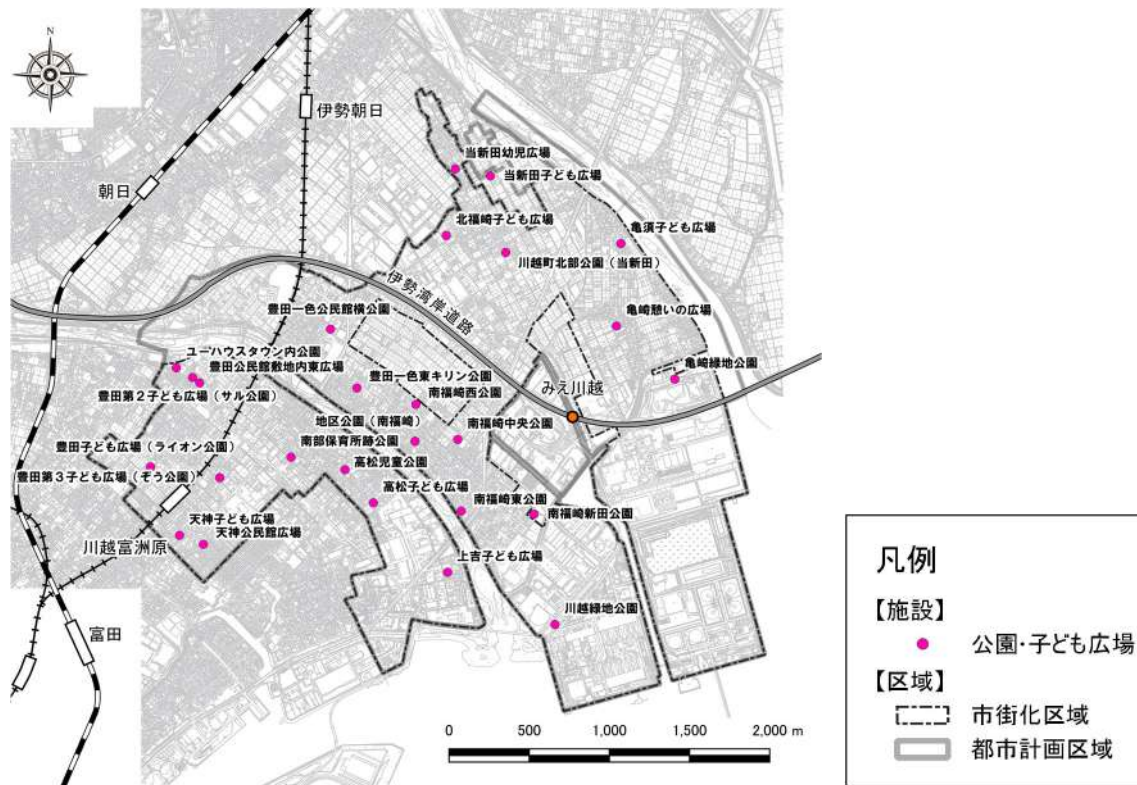 N
伊勢朝日
朝日
当新田幼児広場
当新田子ども広場
北福崎子ども広場
亀須子ども広場
川越町北部公園（当新田）
伊勢湾岸道路
豊田一色公民館横公園
亀崎憩いの広場
ユーハウスタウン内公園
豊田公民館敷地内東広場
亀崎緑地公園
豊田一色東キリン公園
みえ川越
豊田第２子ども広場（サル公園）
南福崎西公園
地区公園（南福崎）
南福崎中央公園
豊田子ども広場（ライオン公園）
南部保育所跡公園
高松児童公園
豊田第３子ども広場（ぞう公園）
高松子ども広場
南福崎東公園
南福崎新田公園
天神子ども広場
天神公民館広場
川越富洲原
上吉子ども広場
川越緑地公園
富田
0 500 1,000 1,500 2,000 m
凡例
【施設】
公園・子ども広場
【区域】
市街化区域
都市計画区域